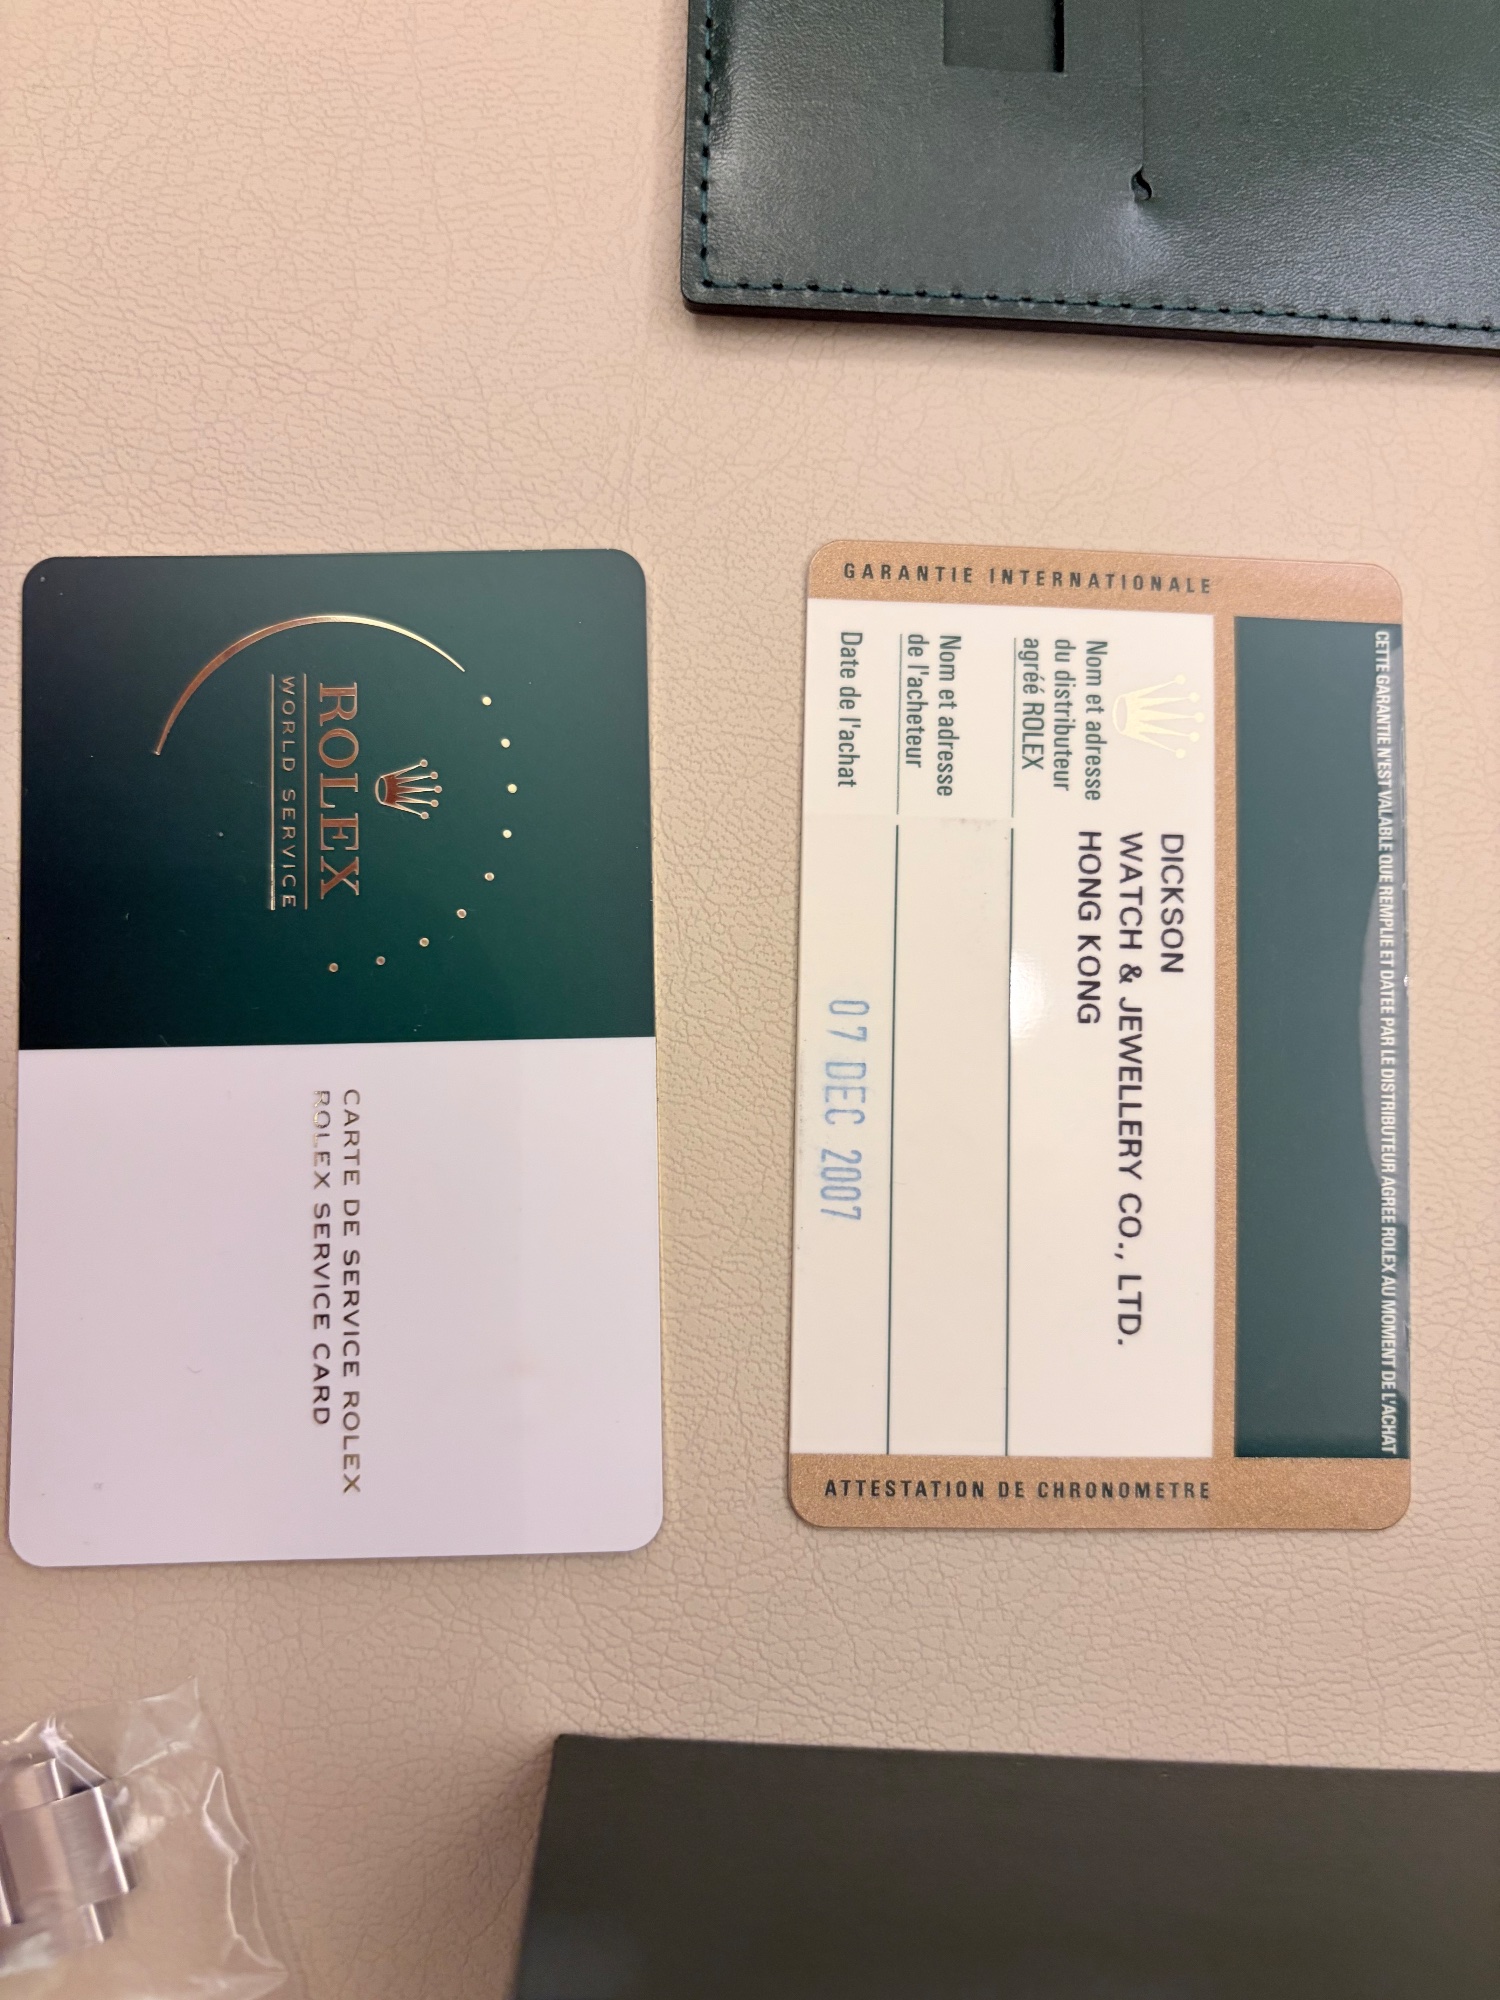 ROLEX
WORLD SERVICE
CARTE DE SERVICE ROLEX
ROLEX SERVICE CARD
CETTE GARANTIE N'EST VALABLE QUE REMPLIE ET DATEE PAR LE DISTRIBUTEUR AGREE ROLEX AU MOMENT DE L'ACHAT
GARANTIE INTERNATIONALE
DICKSON
WATCH & JEWELLERY CO., LTD.
HONG KONG
Nom et adresse
du distributeur
agréé ROLEX
Nom et adresse
de l'acheteur
Date de l'achat
07 DEC 2007
ATTESTATION DE CHRONOMETRE